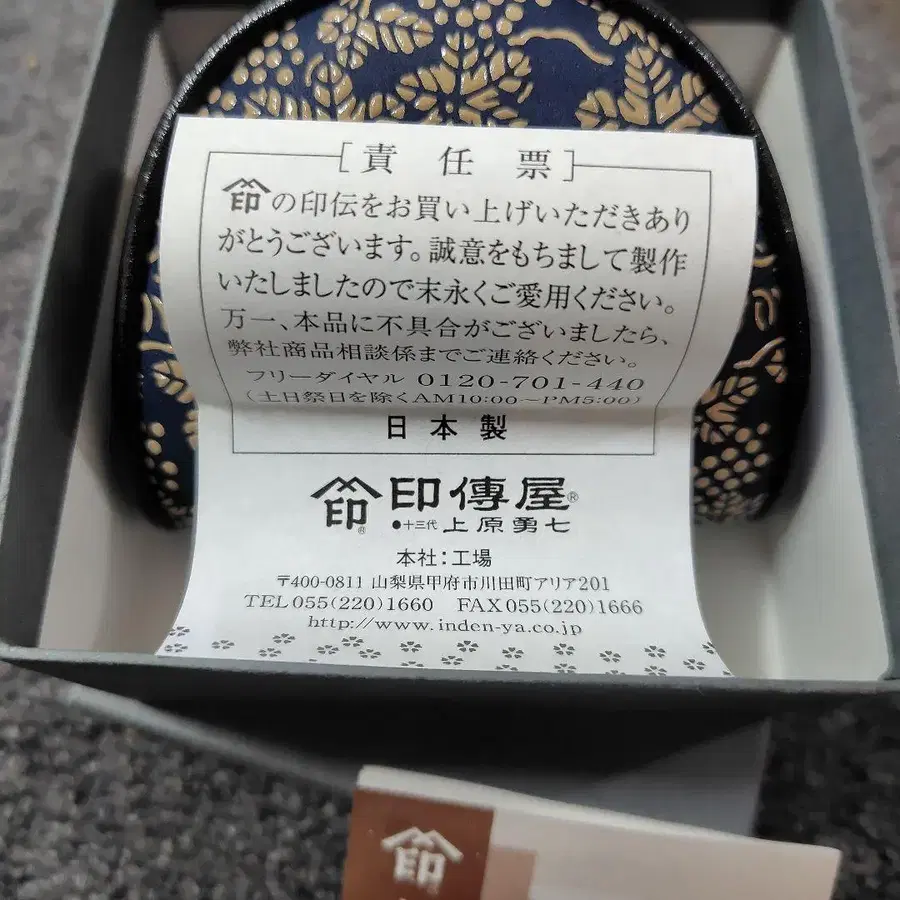 [責任票]
印の印伝をお買い上げいただきあり
がとうございます。誠意をもちまして製作
いたしましたので末永くご愛用ください。
万一、本品に不具合がございましたら、
弊社商品相談係までご連絡ください。
フリーダイヤル 0120-701-440
(土日祭日を除くAM10:00~PM5:00)
日本製
印 印傳屋®
●十三代 上原勇七
本社:工場
〒400-0811 山梨県甲府市川田町アリア201
TEL055(220)1660 FAX055(220)1666
http://www.inden-ya.co.jp
印